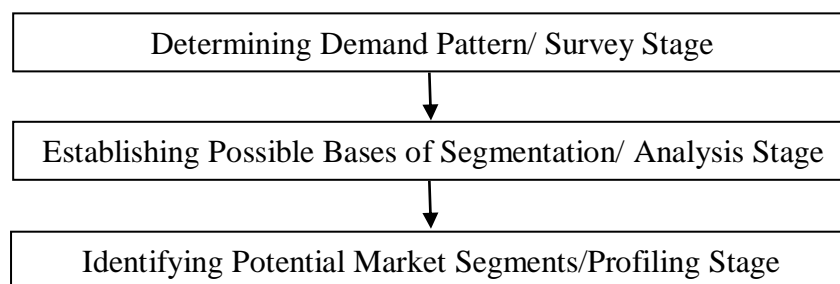 Determining Demand Pattern/ Survey Stage
Establishing Possible Bases of Segmentation/ Analysis Stage
Identifying Potential Market Segments/Profiling Stage